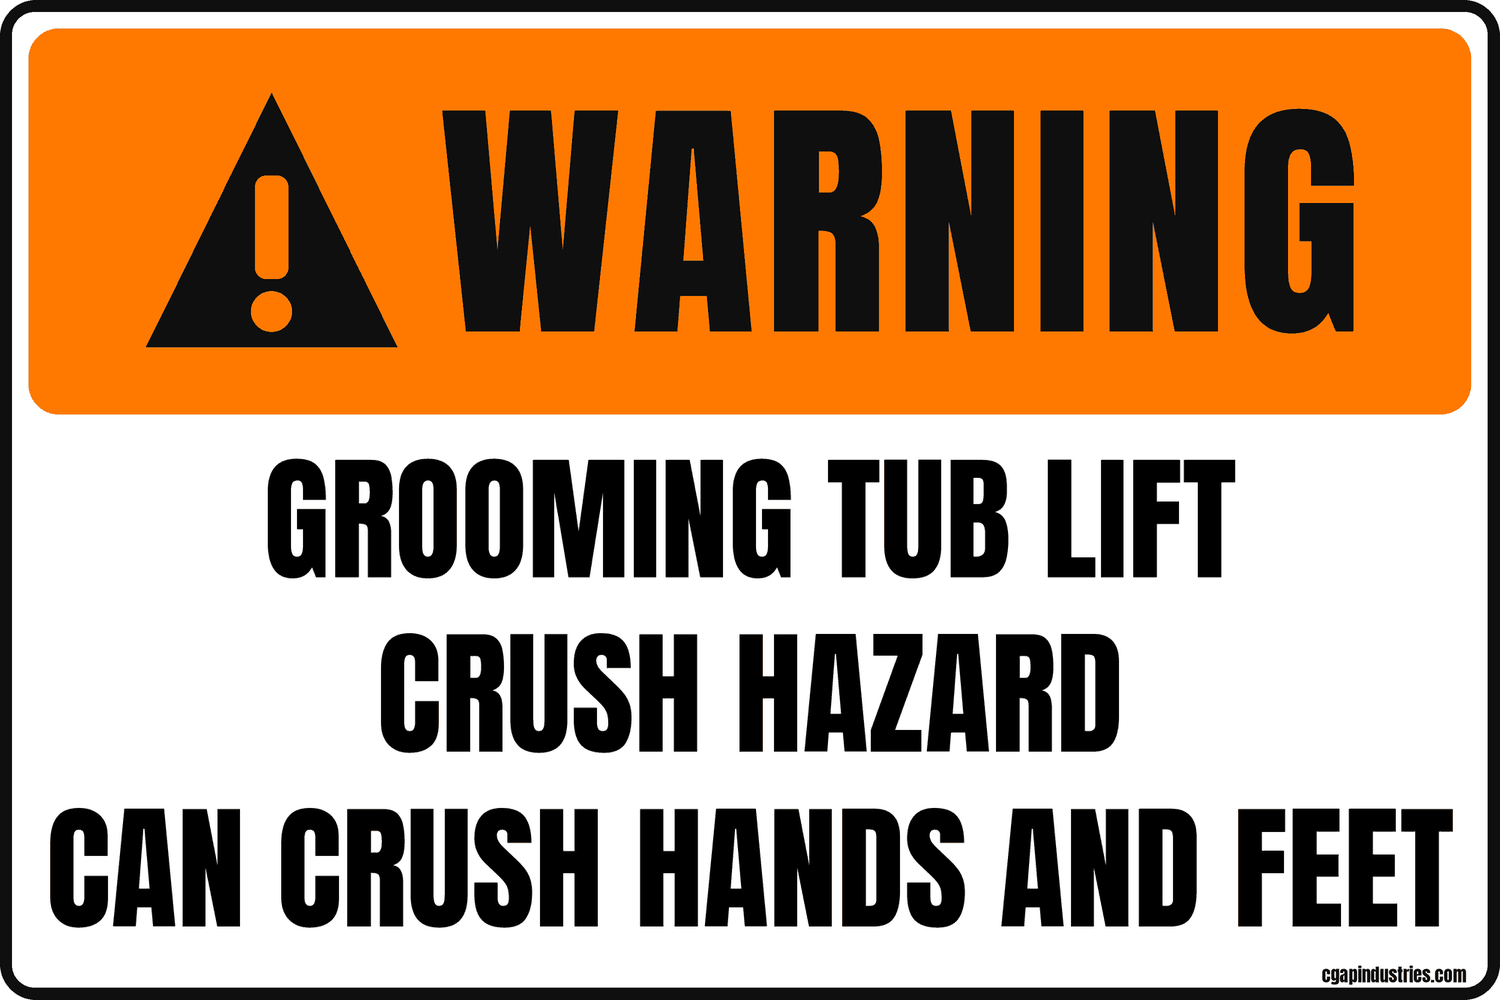 WARNING
GROOMING TUB LIFT
CRUSH HAZARD
CAN CRUSH HANDS AND FEET
cgapindustries.com